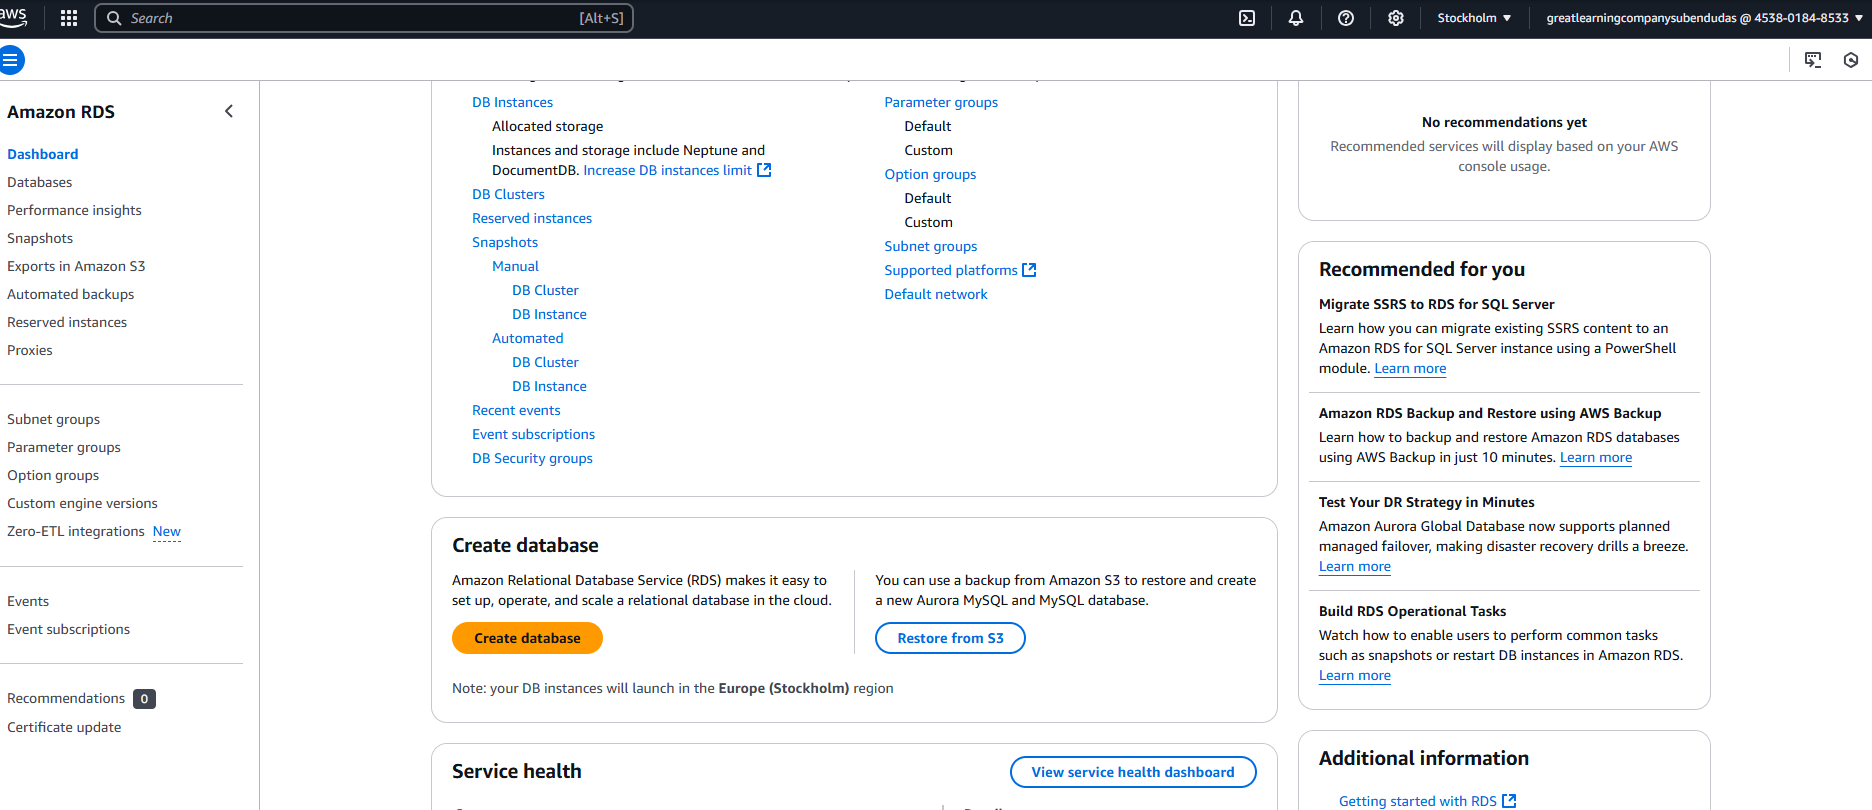 aws
Search
[Alt+S]
Stockholm
greatlearningcompanysubendudas @ 4538-0184-8533
Amazon RDS
Dashboard
Databases
Performance insights
Snapshots
Exports in Amazon S3
Automated backups
Reserved instances
Proxies
Subnet groups
Parameter groups
Option groups
Custom engine versions
Zero-ETL integrations New
Events
Event subscriptions
Recommendations 0
Certificate update
DB Instances
Allocated storage
Instances and storage include Neptune and
DocumentDB. Increase DB instances limit
DB Clusters
Reserved instances
Snapshots
Manual
DB Cluster
DB Instance
Automated
DB Cluster
DB Instance
Recent events
Event subscriptions
DB Security groups
Parameter groups
Default
Custom
Option groups
Default
Custom
Subnet groups
Supported platforms
Default network
Create database
Amazon Relational Database Service (RDS) makes it easy to
set up, operate, and scale a relational database in the cloud.
Create database
You can use a backup from Amazon S3 to restore and create
a new Aurora MySQL and MySQL database.
Restore from S3
Note: your DB instances will launch in the Europe (Stockholm) region
Service health
View service health dashboard
No recommendations yet
Recommended services will display based on your AWS
console usage.
Recommended for you
Migrate SSRS to RDS for SQL Server
Learn how you can migrate existing SSRS content to an
Amazon RDS for SQL Server instance using a PowerShell
module. Learn more
Amazon RDS Backup and Restore using AWS Backup
Learn how to backup and restore Amazon RDS databases
using AWS Backup in just 10 minutes. Learn more
Test Your DR Strategy in Minutes
Amazon Aurora Global Database now supports planned
managed failover, making disaster recovery drills a breeze.
Learn more
Build RDS Operational Tasks
Watch how to enable users to perform common tasks
such as snapshots or restart DB instances in Amazon RDS.
Learn more
Additional information
Getting started with RDS